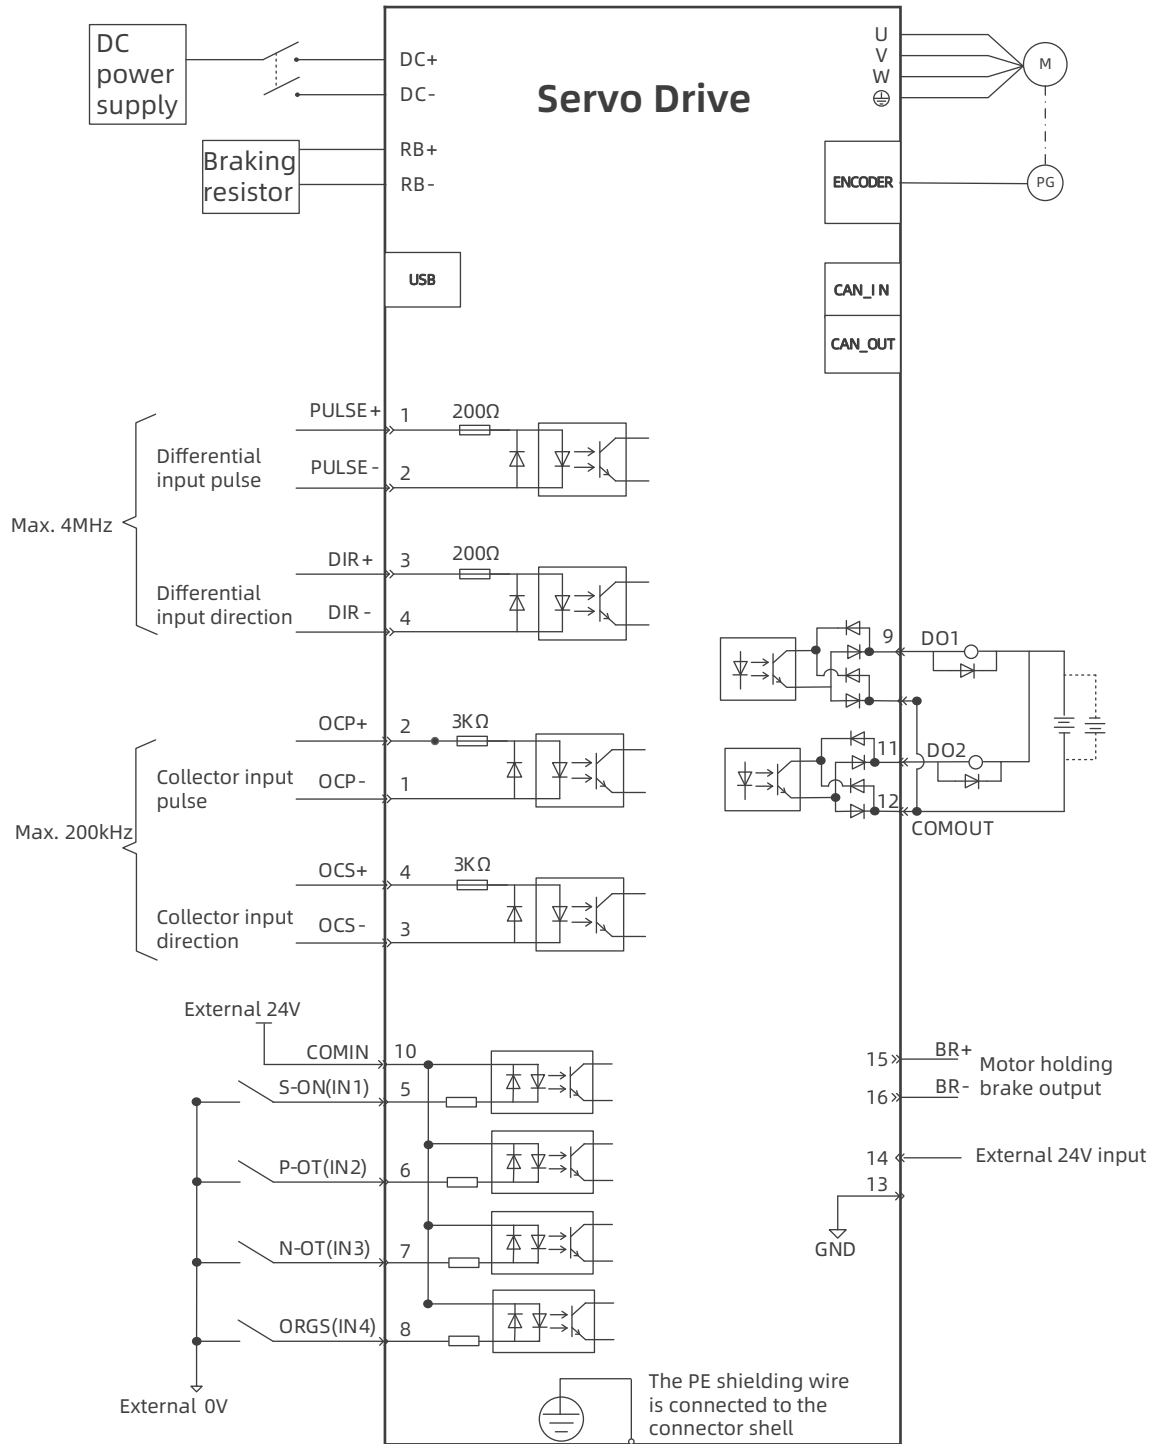 DC
power
supply
DC+
DC-
Servo Drive
U
V
W
M
Braking
resistor
RB+
RB-
ENCODER
PG
USB
CAN_IN
CAN_OUT
PULSE+
1
200Ω
Differential
input pulse
PULSE-
2
Max. 4MHz
DIR+
3
200Ω
Differential
input direction
DIR-
4
9
DO1
OCP+
2
3KΩ
Collector input
pulse
OCP-
1
11
DO2
12
COMOUT
Max. 200kHz
OCS+
4
3KΩ
Collector input
direction
OCS-
3
External 24V
COMIN
10
S-ON(IN1)
5
P-OT(IN2)
6
N-OT(IN3)
7
ORGS(IN4)
8
External 0V
15
BR+
16
BR-
Motor holding
brake output
14
External 24V input
13
GND
The PE shielding wire
is connected to the
connector shell